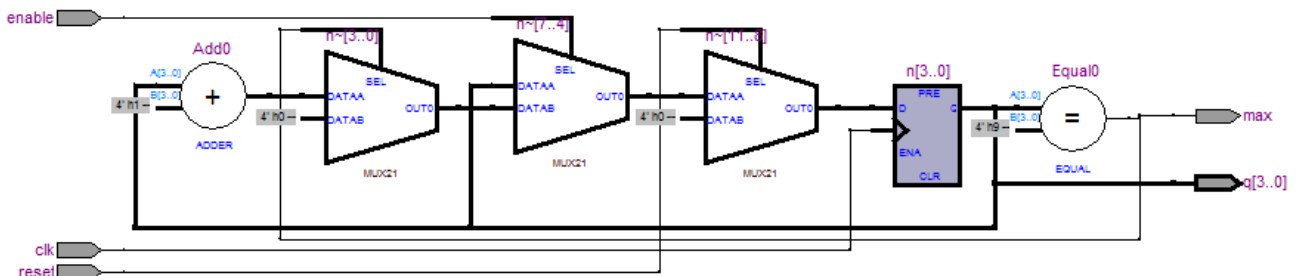 enable
n~[3..0]
n~[7..4]
n~[11..8]
Add0
n[3..0]
Equal0
A[3..0]
B[3..0]
4' h1 --
+
ADDER
SEL
DATAA
DATAB
OUT0
4' h0 --
MUX21
SEL
DATAA
DATAB
OUT0
MUX21
SEL
DATAA
DATAB
OUT0
4' h0 --
MUX21
PRE
D
Q
ENA
CLR
A[3..0]
B[3..0]
4' h9 --
=
EQUAL
max
q[3..0]
clk
reset